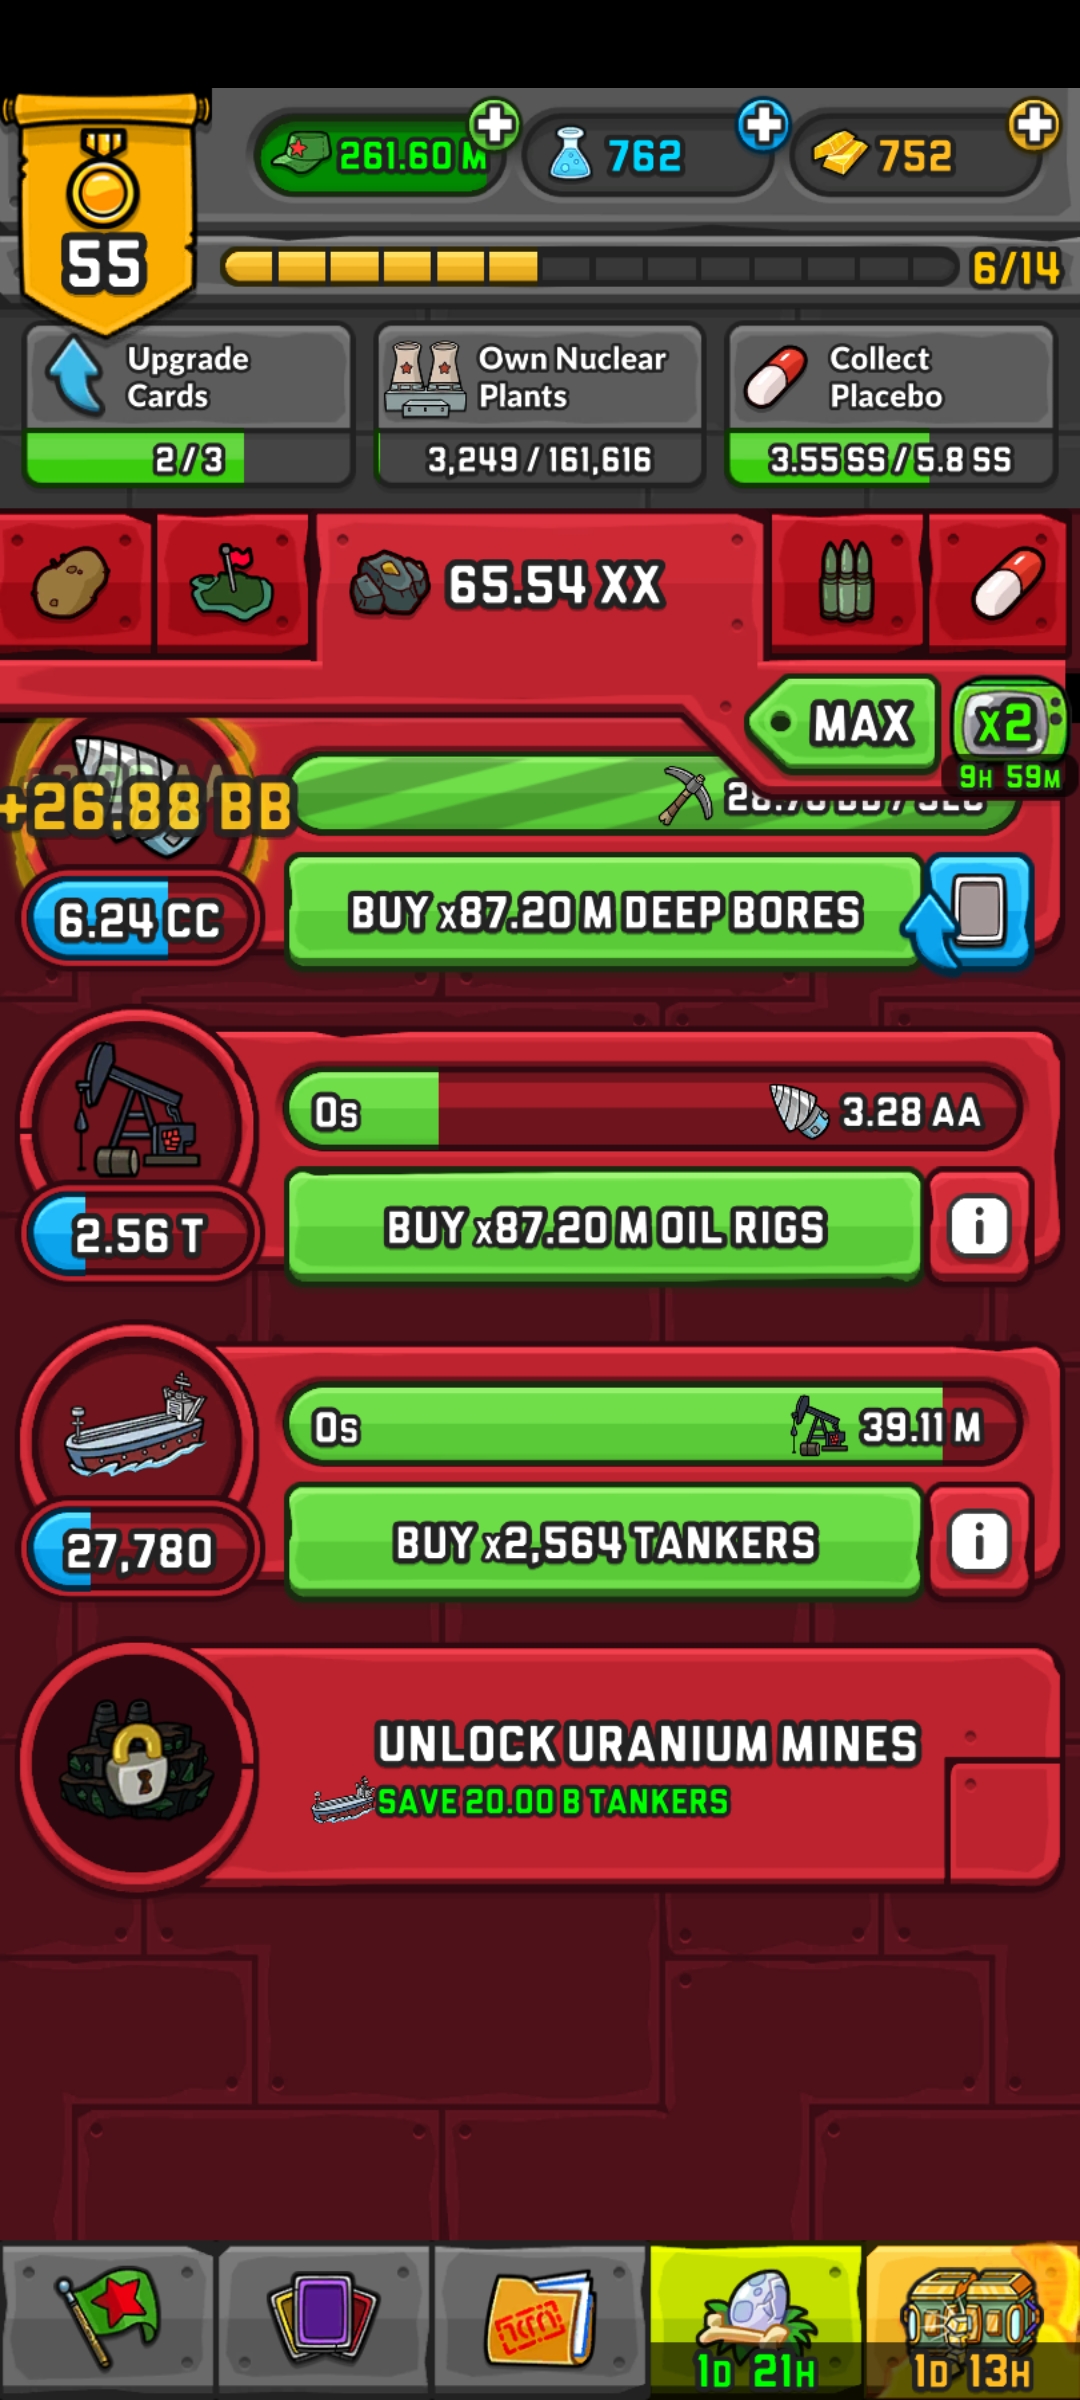 261.60 M
762
752
55
6/14
Upgrade Cards
2/3
Own Nuclear Plants
3,249/161,616
Collect Placebo
3.55 SS/5.8 SS
65.54 XX
MAX
x2
9H 59M
+26.88 BB
6.24 CC
BUY x87.20 M DEEP BORES
0s
3.28 AA
2.56 T
BUY x87.20 M OIL RIGS
i
0s
39.11 M
27,780
BUY x2,564 TANKERS
i
UNLOCK URANIUM MINES
SAVE 20.00 B TANKERS
1D 21H
1D 13H